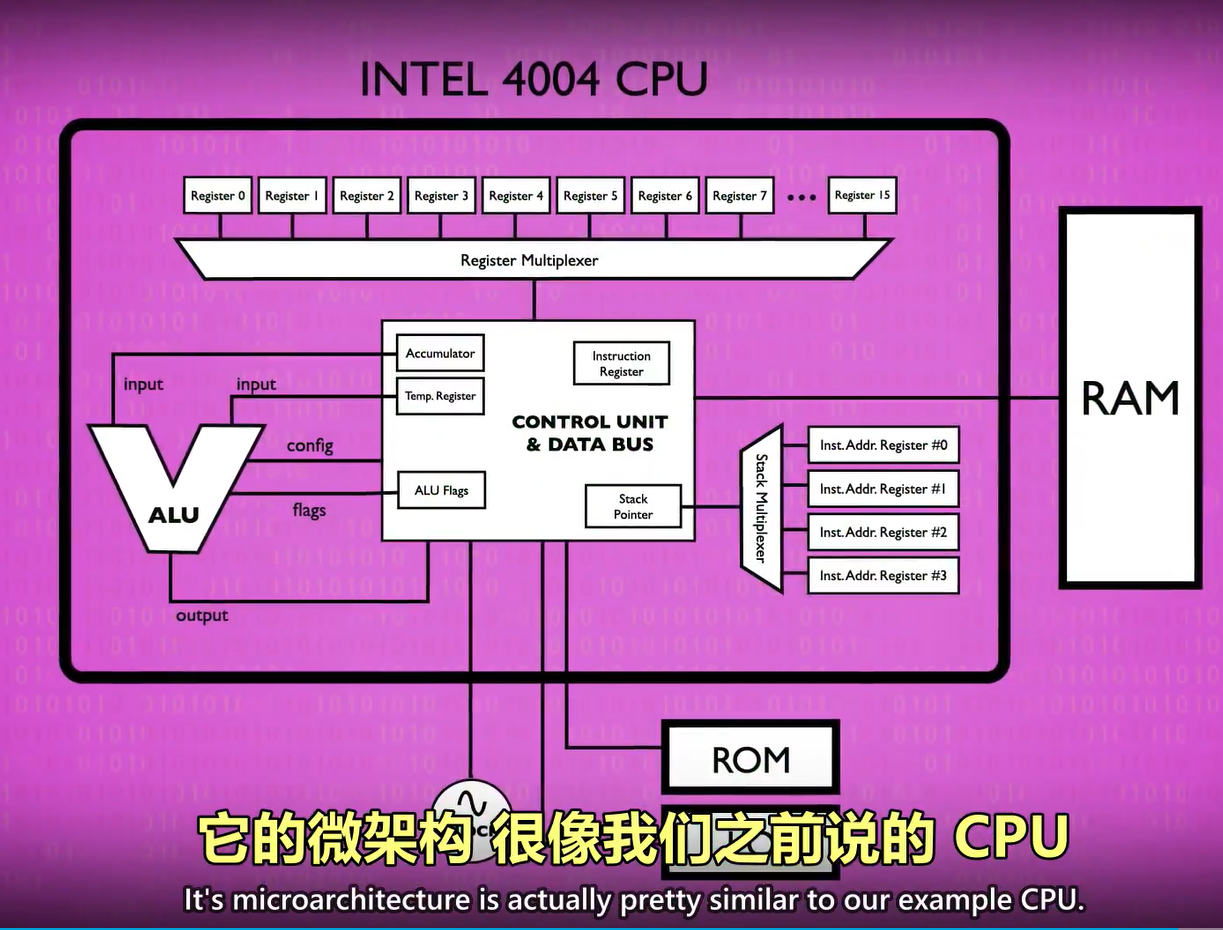 INTEL 4004 CPU
Register 0
Register 1
Register 2
Register 3
Register 4
Register 5
Register 6
Register 7
...
Register 15
Register Multiplexer
Accumulator
Instruction
Register
input
input
Temp. Register
RAM
CONTROL UNIT
& DATA BUS
config
Inst. Addr. Register #0
Stack Multiplexer
Inst. Addr. Register #1
ALU Flags
flags
ALU
Stack
Pointer
Inst. Addr. Register #2
Inst. Addr. Register #3
output
ROM
它的微架构 很像我们之前说的 CPU
It's microarchitecture is actually pretty similar to our example CPU.